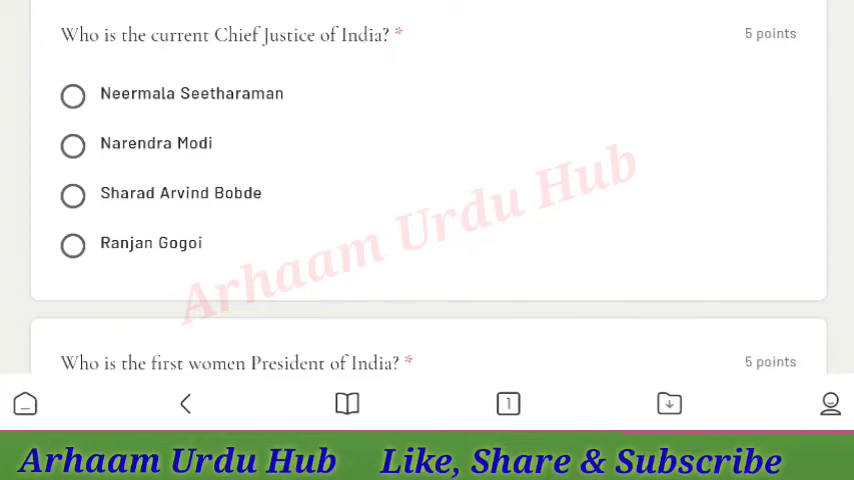 Who is the current Chief Justice of India? *
5 points
Neermala Seetharaman
Narendra Modi
Sharad Arvind Bobde
Ranjan Gogoi
Arhaam Urdu Hub
Who is the first women President of India? *
5 points
1
Arhaam Urdu Hub Like, Share & Subscribe